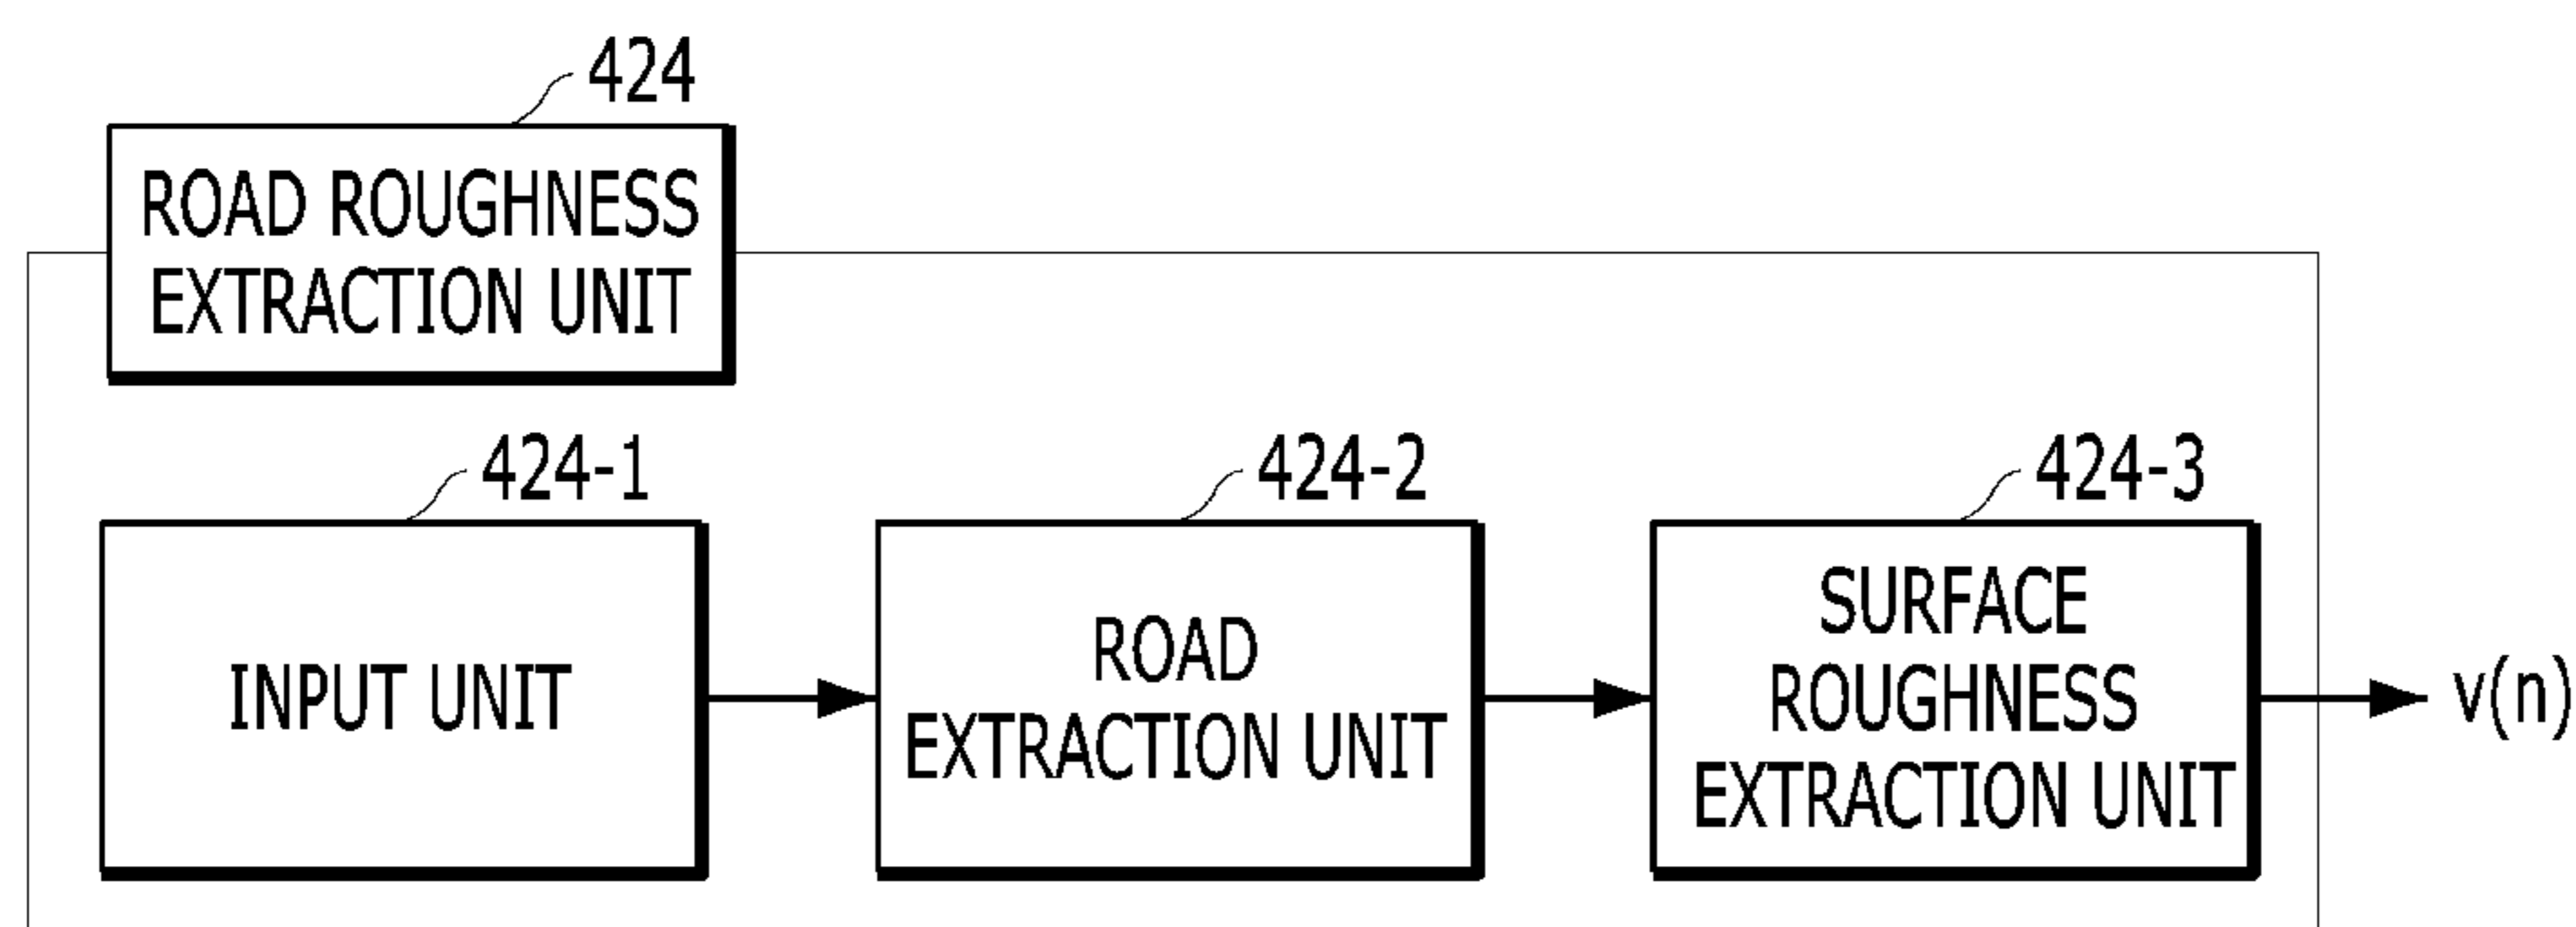 424
ROAD ROUGHNESS
EXTRACTION UNIT
424-1
424-2
424-3
INPUT UNIT
ROAD
EXTRACTION UNIT
SURFACE
ROUGHNESS
EXTRACTION UNIT
v(n)